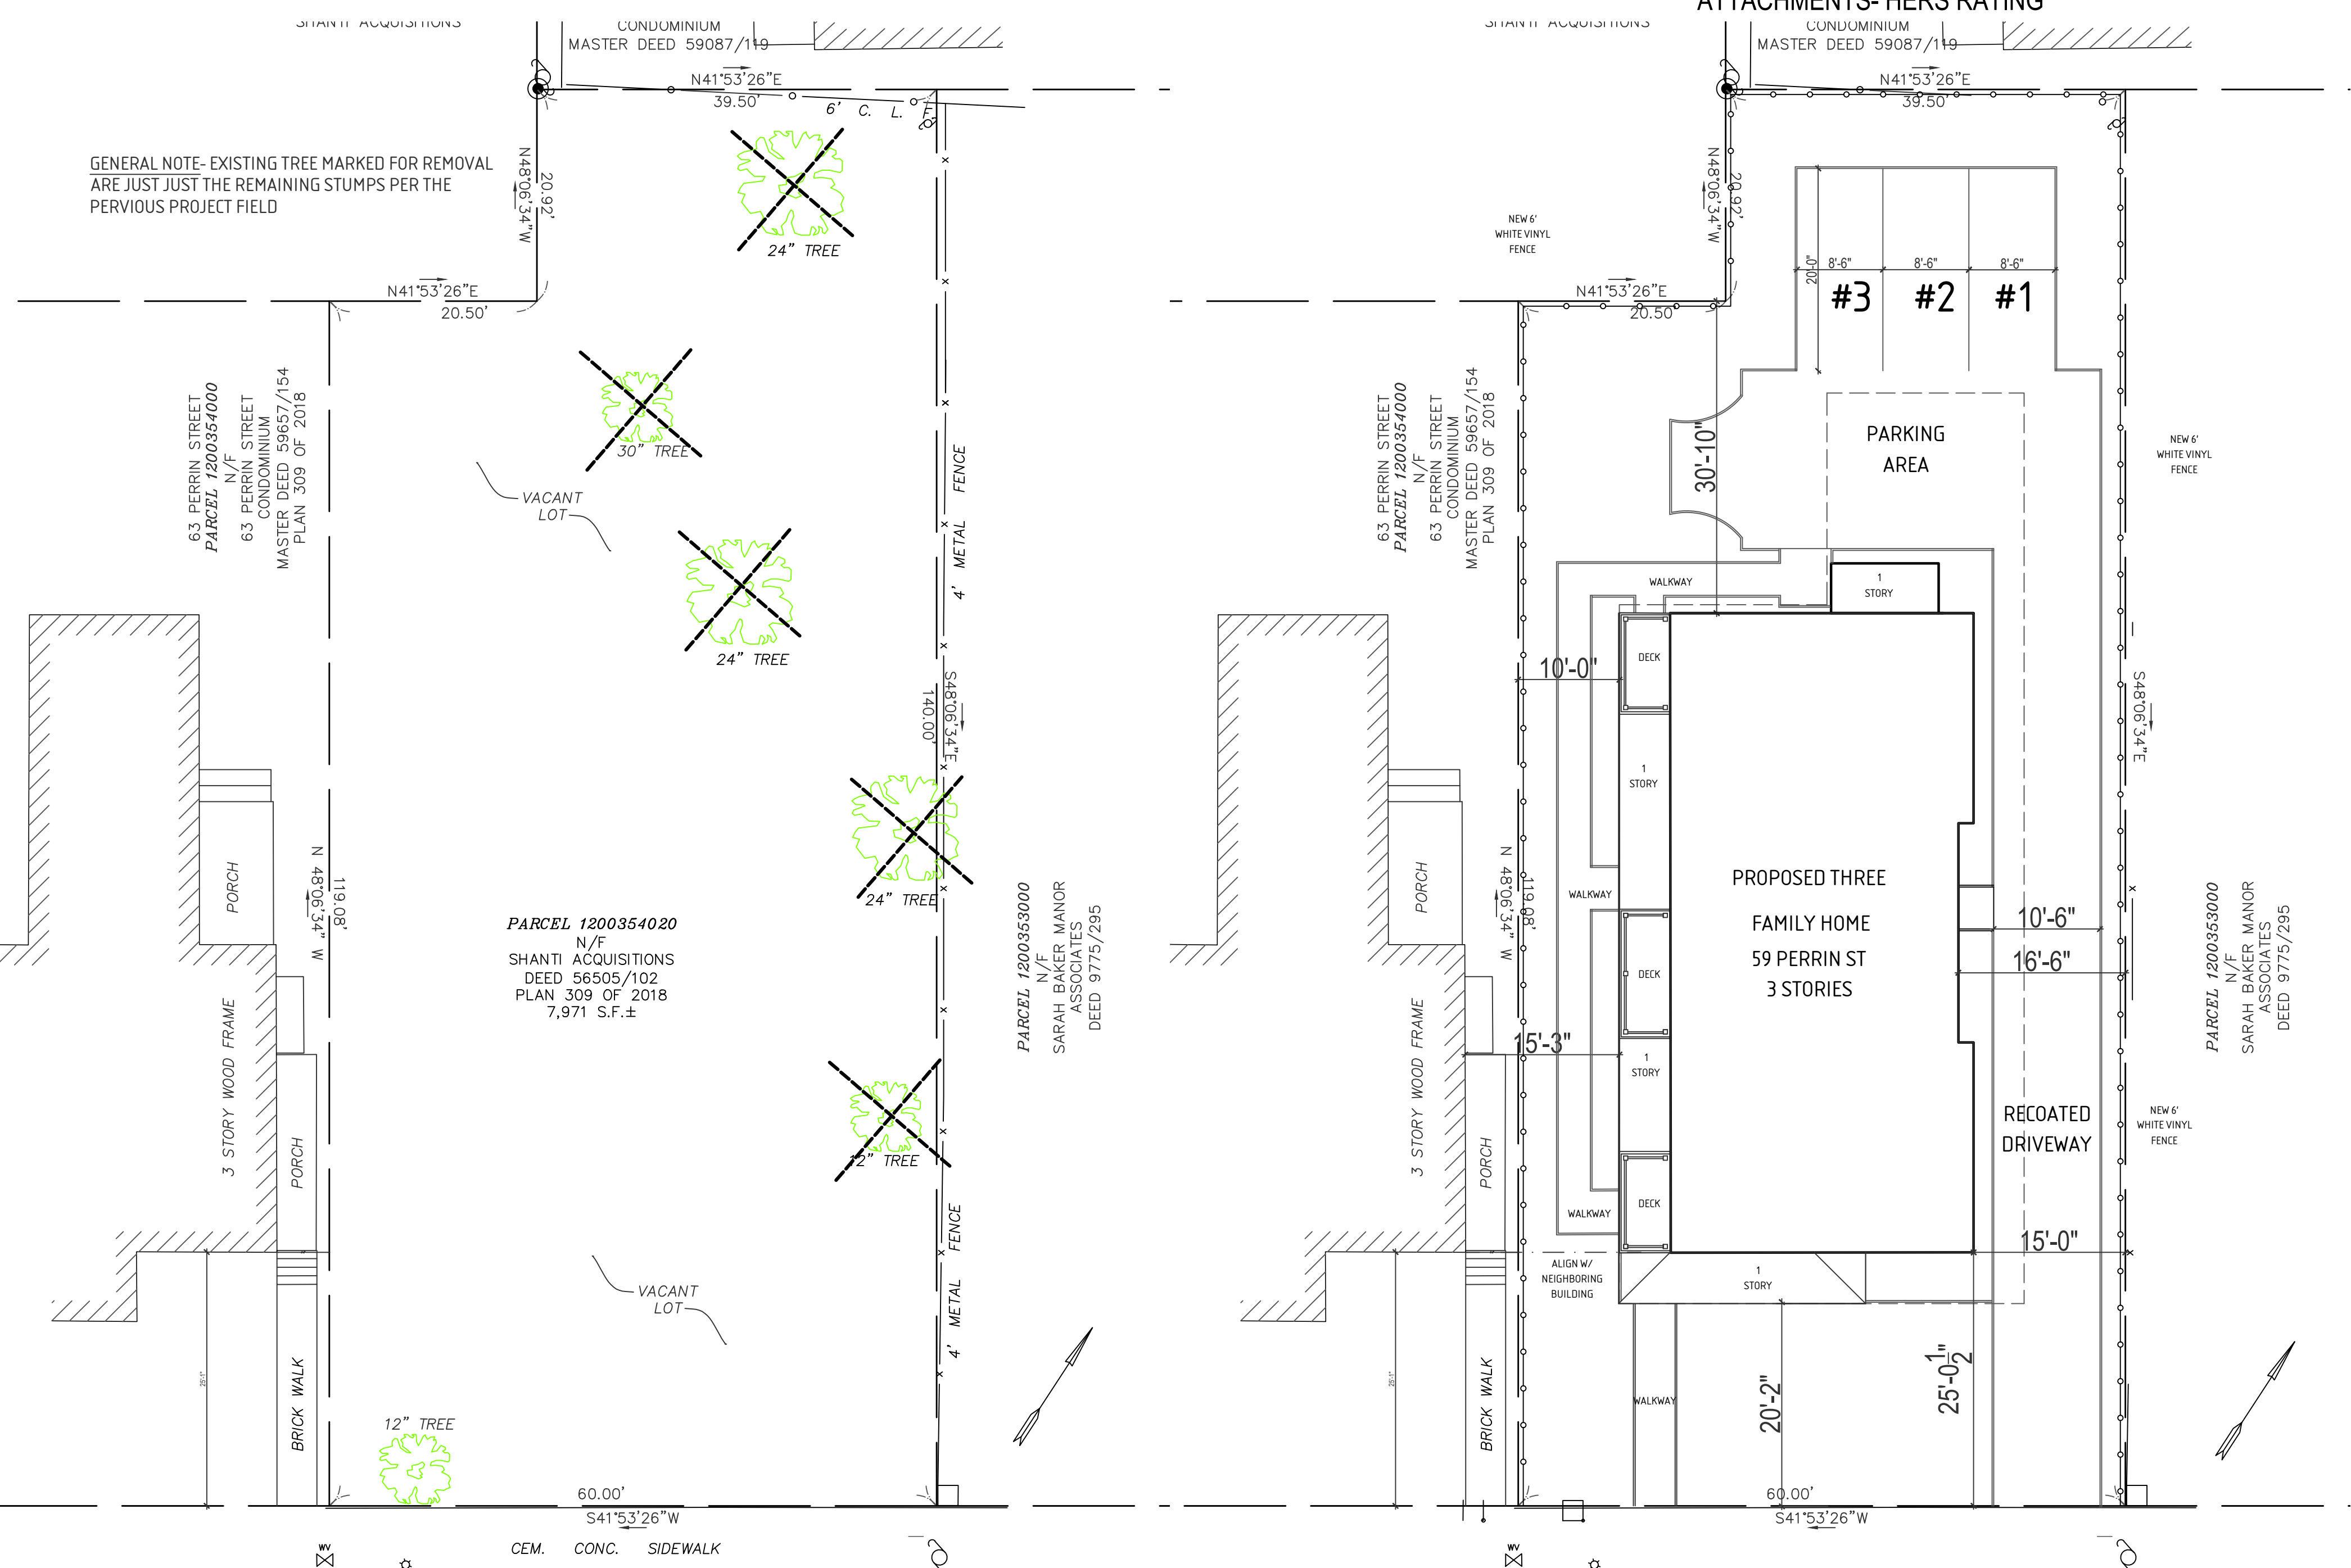 ATTACHMENTS- HERS RATING
SHANTI ACQUISITIONS
CONDOMINIUM
MASTER DEED 59087/119
N41°53'26"E
39.50'
6' C. L. F.
GENERAL NOTE- EXISTING TREE MARKED FOR REMOVAL
ARE JUST JUST THE REMAINING STUMPS PER THE
PERVIOUS PROJECT FIELD
N48°06'34"W
20.92'
24" TREE
N41°53'26"E
20.50'
63 PERRIN STREET
PARCEL 1200354000
N/F
63 PERRIN STREET
CONDOMINIUM
MASTER DEED 59657/154
PLAN 309 OF 2018
30" TREE
VACANT
LOT
4' METAL FENCE
24" TREE
S48°06'34"E
140.00'
24" TREE
PORCH
N 48°06'34" W
119.08'
PARCEL 1200354020
N/F
SHANTI ACQUISITIONS
DEED 56505/102
PLAN 309 OF 2018
7,971 S.F.±
PARCEL 1200353000
N/F
SARAH BAKER MANOR
ASSOCIATES
DEED 9775/295
3 STORY WOOD FRAME
PORCH
12" TREE
4' METAL FENCE
VACANT
LOT
25'-1"
BRICK WALK
12" TREE
60.00'
S41°53'26"W
CEM. CONC. SIDEWALK
WV
SHANTI ACQUISITIONS
CONDOMINIUM
MASTER DEED 59087/119
N41°53'26"E
39.50'
N48°06'34"W
20.92'
NEW 6'
WHITE VINYL
FENCE
20'-0"
8'-6"
8'-6"
8'-6"
#3
#2
#1
N41°53'26"E
20.50'
63 PERRIN STREET
PARCEL 1200354000
N/F
63 PERRIN STREET
CONDOMINIUM
MASTER DEED 59657/154
PLAN 309 OF 2018
30'-10"
PARKING
AREA
NEW 6'
WHITE VINYL
FENCE
WALKWAY
1
STORY
DECK
10'-0"
S48°06'34"E
1
STORY
PORCH
N 48°06'34" W
119.08'
WALKWAY
PROPOSED THREE
FAMILY HOME
59 PERRIN ST
3 STORIES
10'-6"
16'-6"
PARCEL 1200353000
N/F
SARAH BAKER MANOR
ASSOCIATES
DEED 9775/295
DECK
3 STORY WOOD FRAME
15'-3"
1
STORY
PORCH
RECOATED
DRIVEWAY
NEW 6'
WHITE VINYL
FENCE
WALKWAY
DECK
15'-0"
ALIGN W/
NEIGHBORING
BUILDING
1
STORY
25'-1"
BRICK WALK
WALKWAY
20'-2"
25'-0 1/2"
60.00'
S41°53'26"W
WV